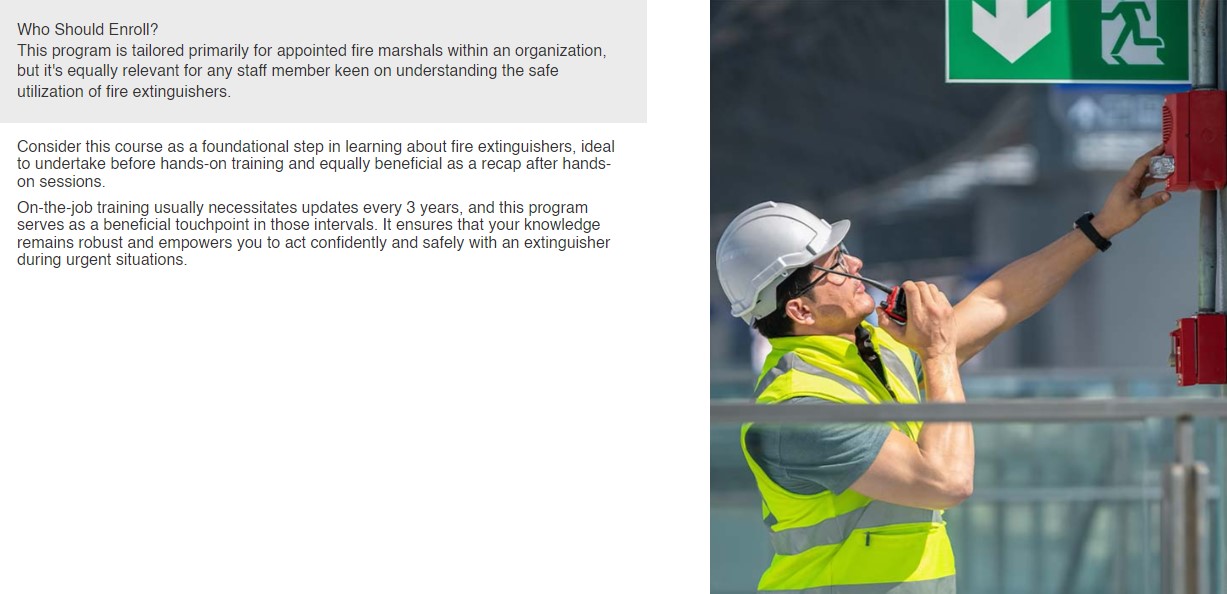 Who Should Enroll?
This program is tailored primarily for appointed fire marshals within an organization,
but it's equally relevant for any staff member keen on understanding the safe
utilization of fire extinguishers.
Consider this course as a foundational step in learning about fire extinguishers, ideal
to undertake before hands-on training and equally beneficial as a recap after hands-
on sessions.
On-the-job training usually necessitates updates every 3 years, and this program
serves as a beneficial touchpoint in those intervals. It ensures that your knowledge
remains robust and empowers you to act confidently and safely with an extinguisher
during urgent situations.